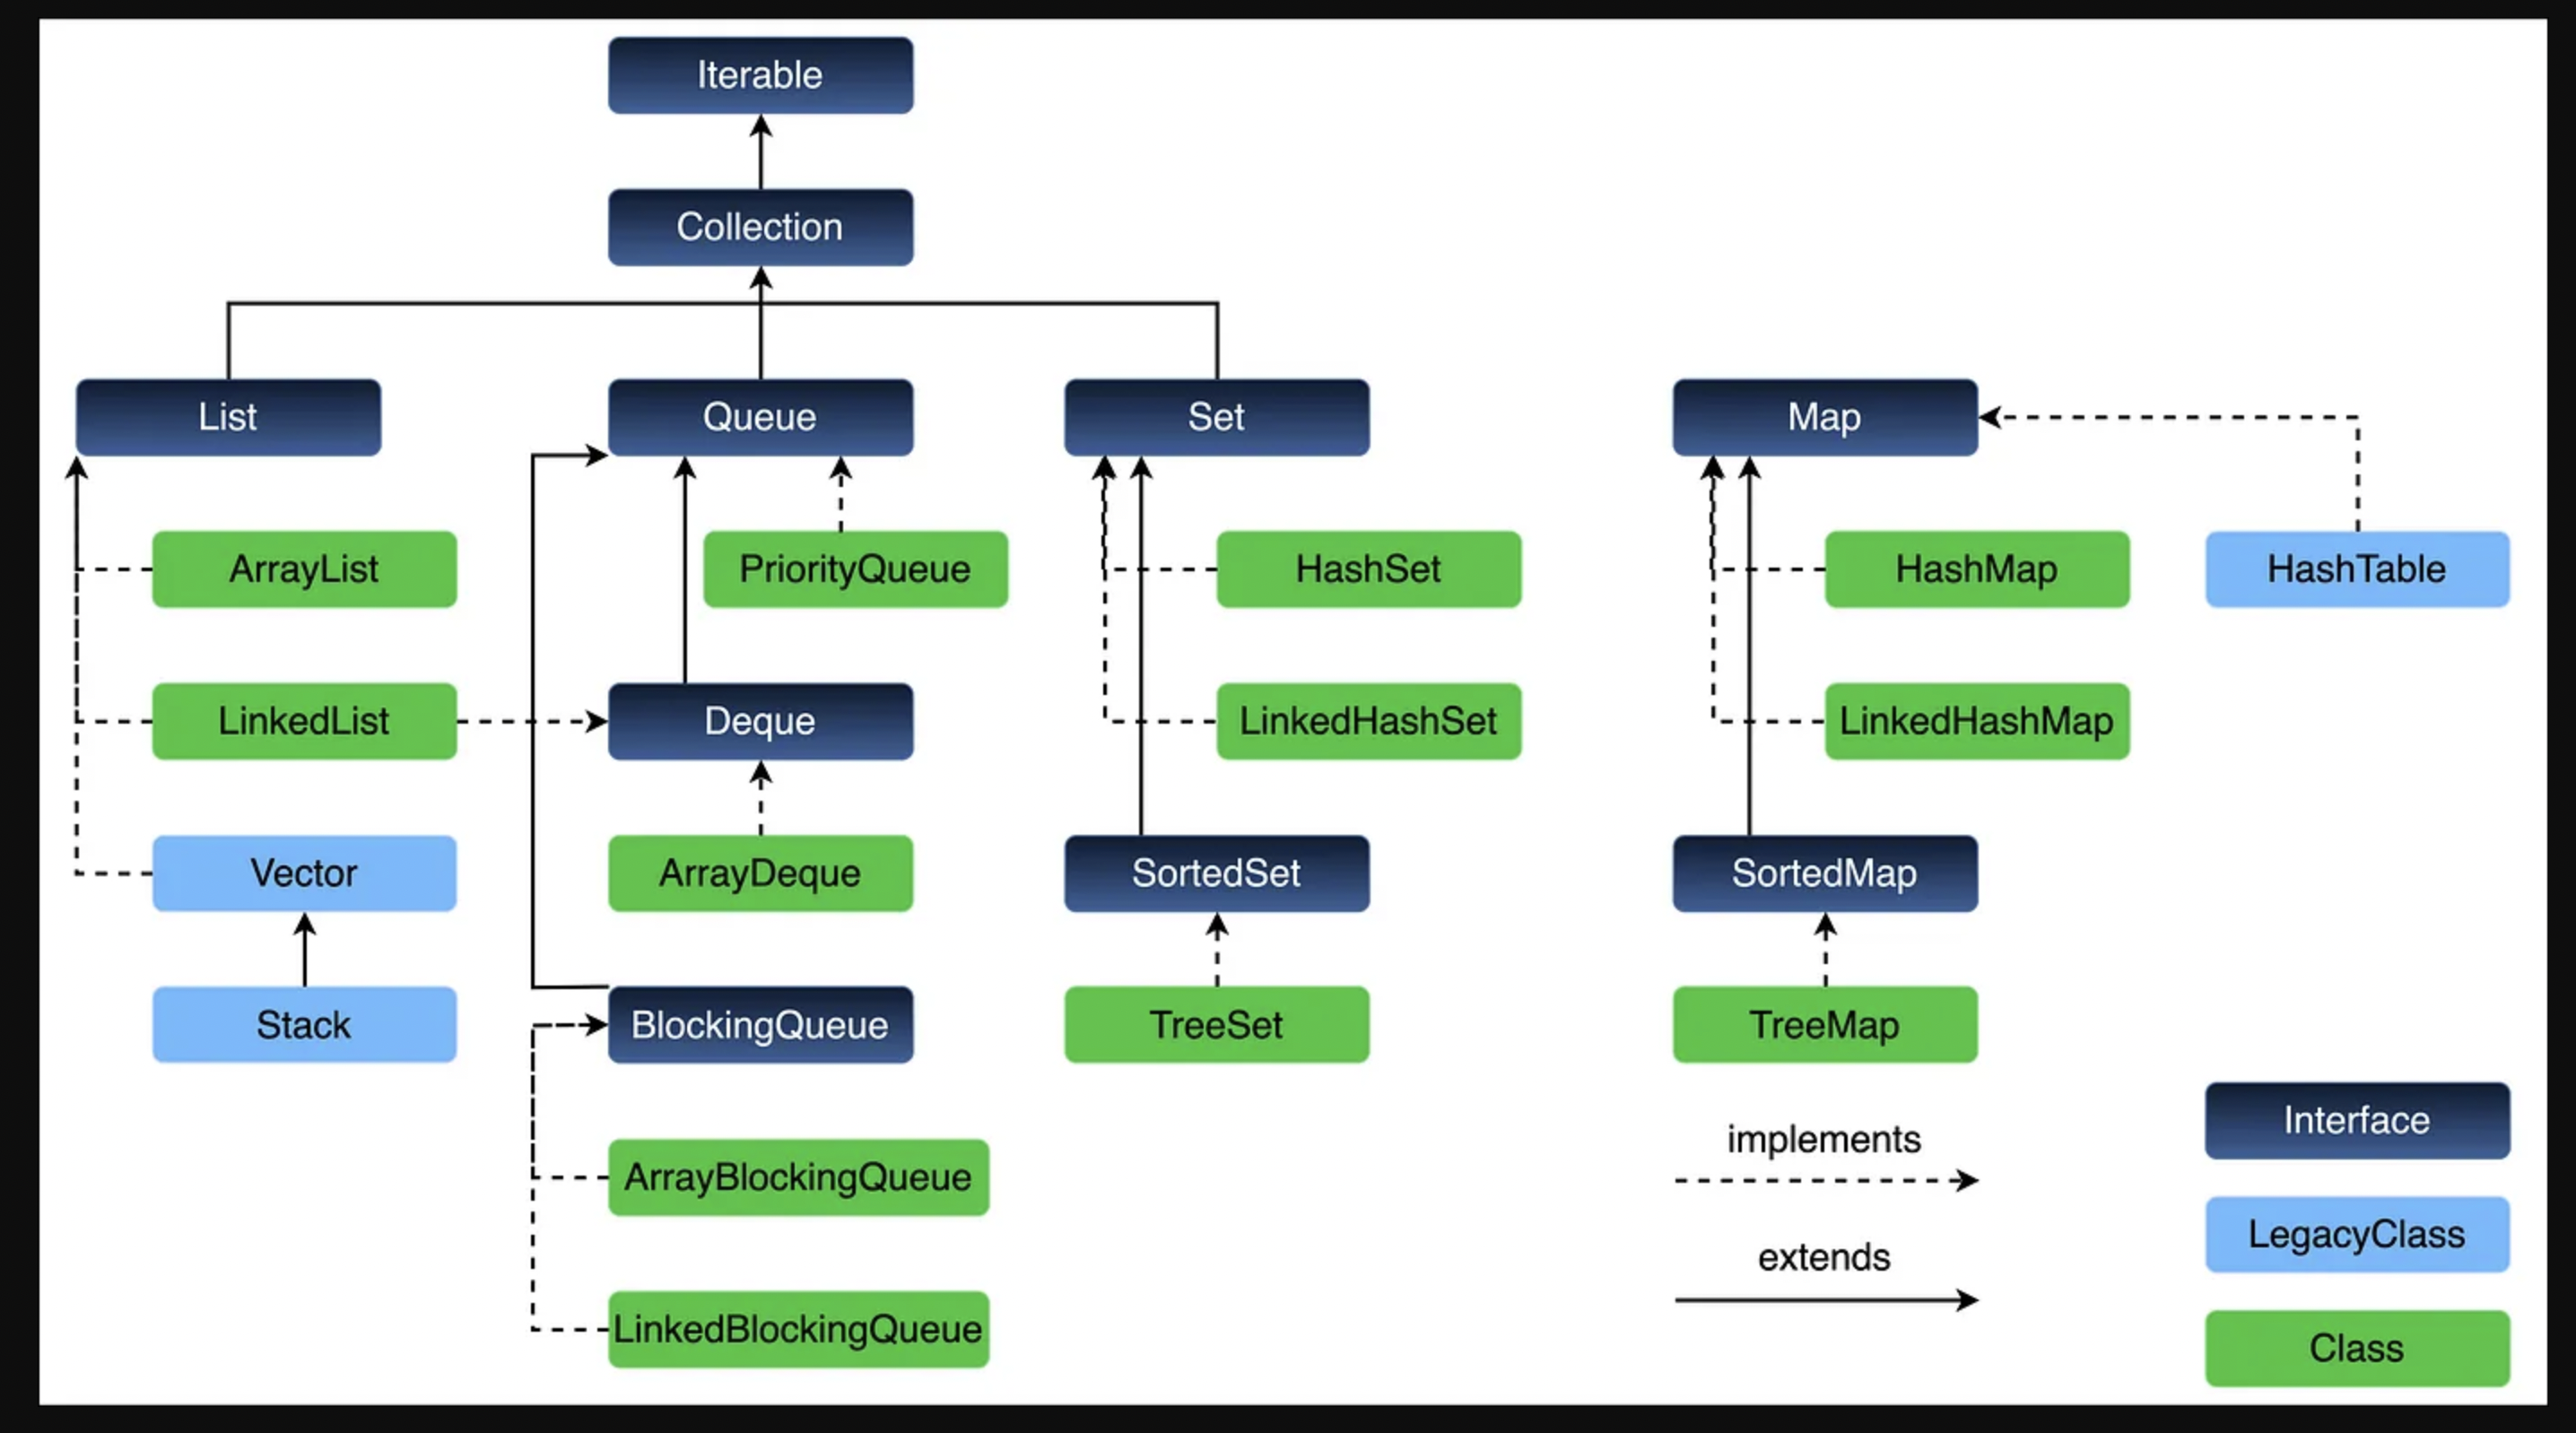 Iterable
Collection
List
Queue
Set
Map
ArrayList
PriorityQueue
HashSet
HashMap
HashTable
LinkedList
Deque
LinkedHashSet
LinkedHashMap
Vector
ArrayDeque
SortedSet
SortedMap
Stack
BlockingQueue
TreeSet
TreeMap
Interface
implements
ArrayBlockingQueue
LegacyClass
extends
LinkedBlockingQueue
Class